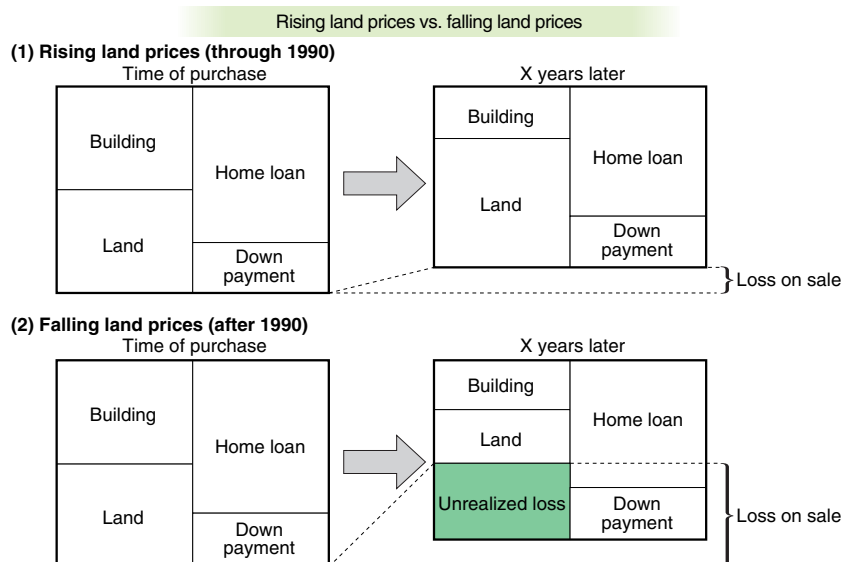 Rising land prices vs. falling land prices
(1) Rising land prices (through 1990)
Time of purchase
X years later
Building
Home loan
Land
Down
payment
Building
Home loan
Land
Down
payment
Loss on sale
(2) Falling land prices (after 1990)
Time of purchase
X years later
Building
Home loan
Land
Down
payment
Building
Home loan
Land
Unrealized loss
Down
payment
Loss on sale